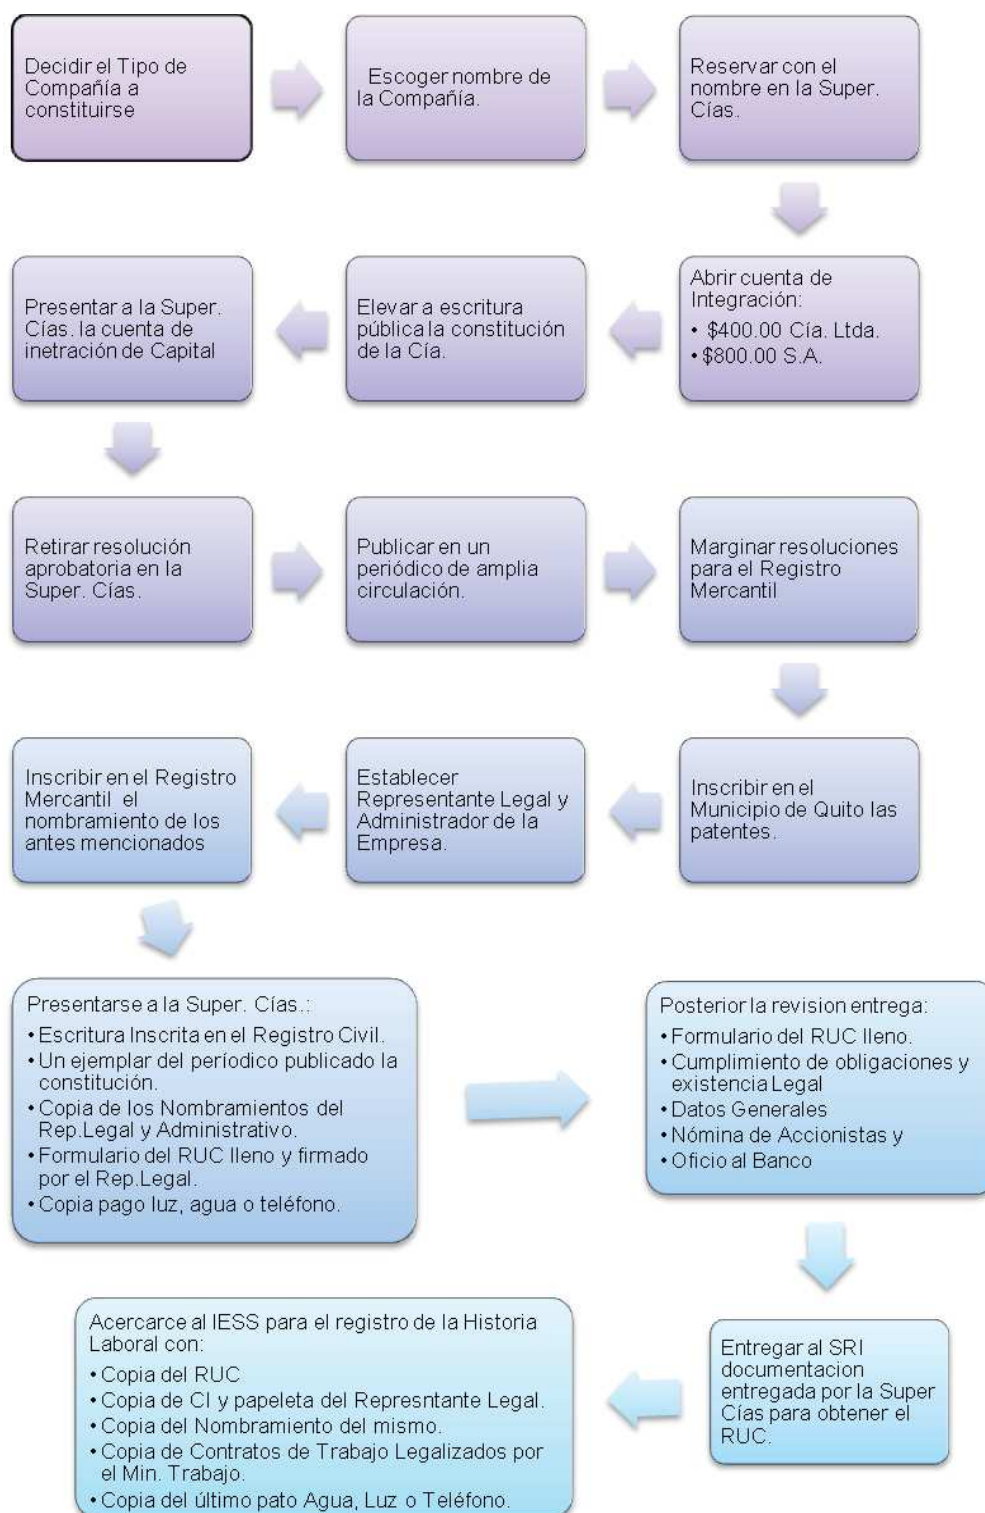 Decidir el Tipo de
Compañía a
constituirse
Escoger nombre de
la Compañía.
Reservar con el
nombre en la Super.
Cías.
Abrir cuenta de
Integración:
• $400.00 Cía. Ltda.
• $800.00 S.A.
Elevar a escritura
pública la constitución
de la Cía.
Presentar a la Super.
Cías. la cuenta de
inetración de Capital
Retirar resolución
aprobatoria en la
Super. Cías.
Publicar en un
periódico de amplia
circulación.
Marginar resoluciones
para el Registro
Mercantil
Inscribir en el
Municipio de Quito las
patentes.
Establecer
Representante Legal y
Administrador de la
Empresa.
Inscribir en el Registro
Mercantil el
nombramiento de los
antes mencionados
Presentarse a la Super. Cías.:
• Escritura Inscrita en el Registro Civil.
• Un ejemplar del períodico publicado la
constitución.
• Copia de los Nombramientos del
Rep.Legal y Administrativo.
• Formulario del RUC lleno y firmado
por el Rep.Legal.
• Copia pago luz, agua o teléfono.
Posterior la revision entrega:
• Formulario del RUC lleno.
• Cumplimiento de obligaciones y
existencia Legal
• Datos Generales
• Nómina de Accionistas y
• Oficio al Banco
Entregar al SRI
documentacion
entregada por la Super
Cías para obtener el
RUC.
Acercarce al IESS para el registro de la Historia
Laboral con:
• Copia del RUC
• Copia de CI y papeleta del Represntante Legal.
• Copia del Nombramiento del mismo.
• Copia de Contratos de Trabajo Legalizados por
el Min. Trabajo.
• Copia del último pato Agua, Luz o Teléfono.